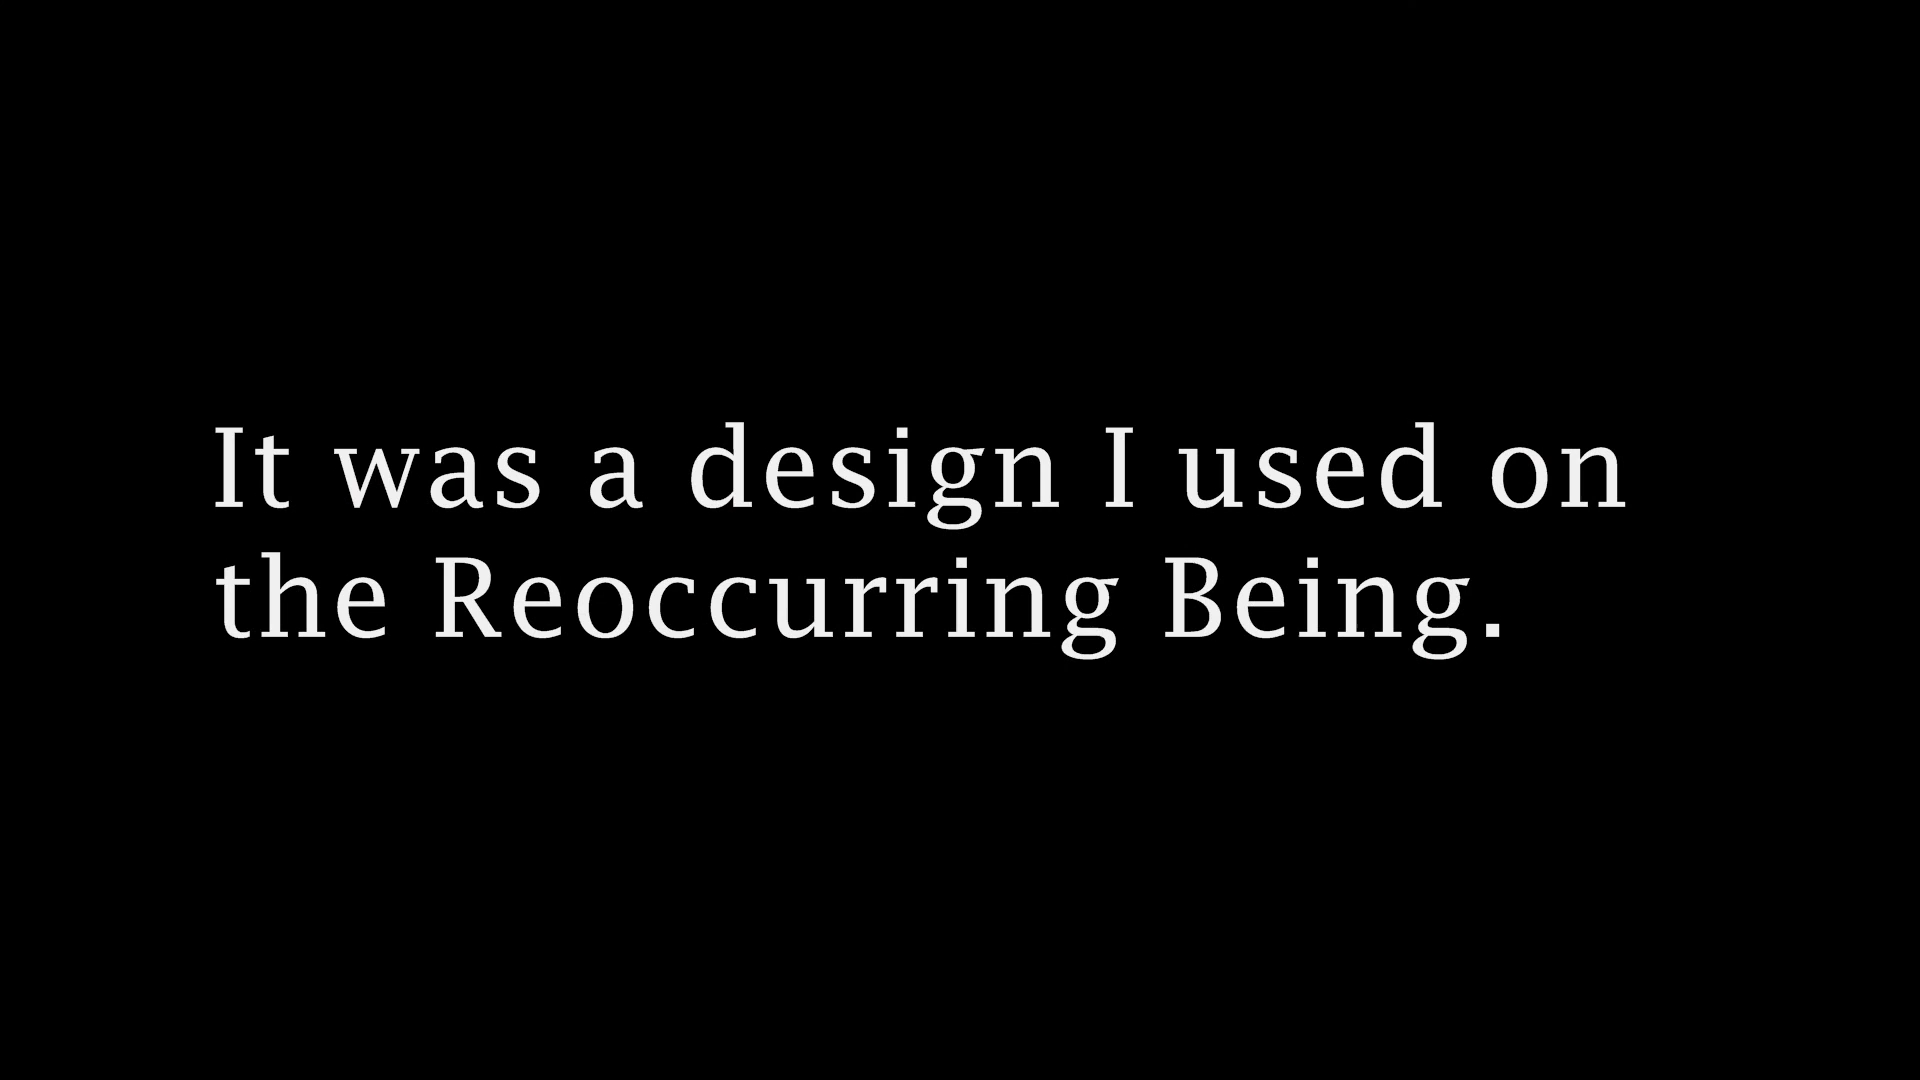 It was a design I used on
the Reoccurring Being.